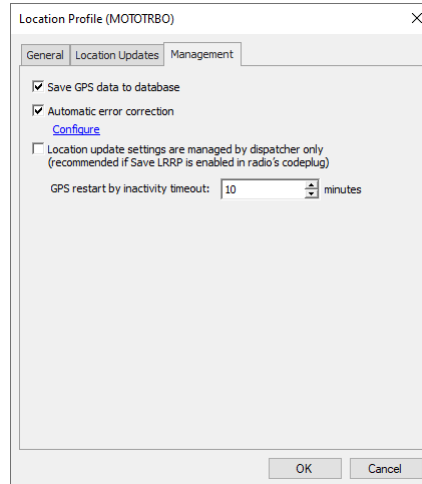 Location Profile (MOTOTRBO)
General Location Updates Management
Save GPS data to database
Automatic error correction
Configure
Location update settings are managed by dispatcher only
(recommended if Save LRRP is enabled in radio's codeplug)
GPS restart by inactivity timeout: 10 minutes
OK Cancel